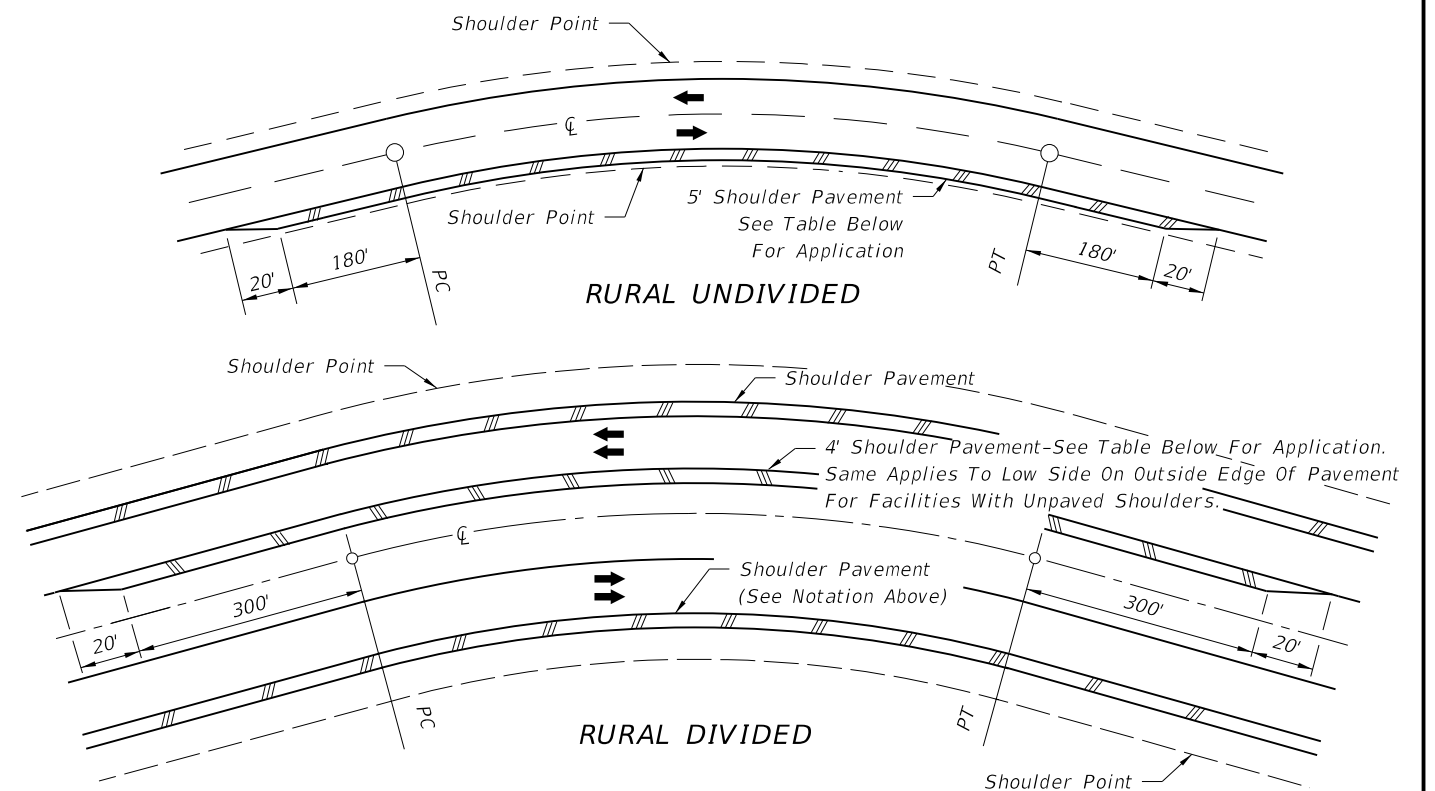 Shoulder Point
℄
Shoulder Point
5' Shoulder Pavement
See Table Below
For Application
20'
180'
PC
PT
180'
20'
RURAL UNDIVIDED
Shoulder Point
Shoulder Pavement
4' Shoulder Pavement-See Table Below For Application.
Same Applies To Low Side On Outside Edge Of Pavement
For Facilities With Unpaved Shoulders.
℄
Shoulder Pavement
(See Notation Above)
20'
300'
300'
20'
PC
PT
RURAL DIVIDED
Shoulder Point